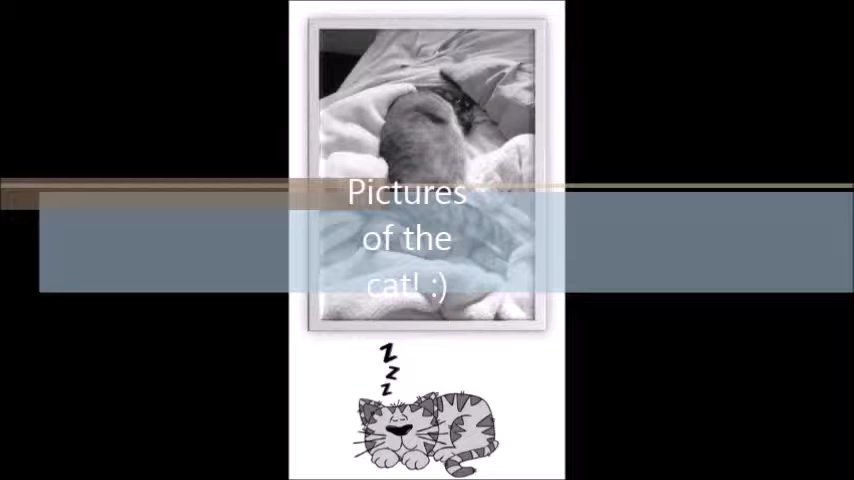 Pictures
of the
cat! :)
z
z
z